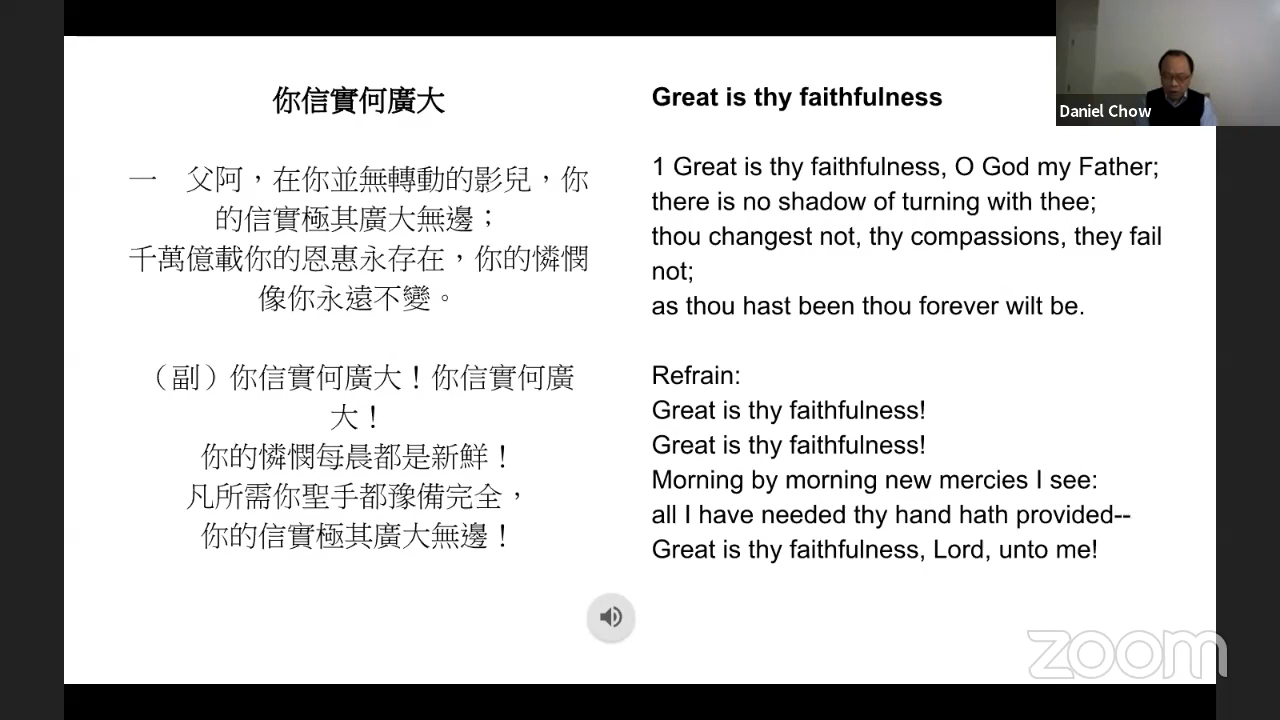 你信實何廣大
一　父阿，在你並無轉動的影兒，你
的信實極其廣大無邊；
千萬億載你的恩惠永存在，你的憐憫
像你永遠不變。
（副）你信實何廣大！你信實何廣
大！
你的憐憫每晨都是新鮮！
凡所需你聖手都豫備完全，
你的信實極其廣大無邊！
Great is thy faithfulness
1 Great is thy faithfulness, O God my Father;
there is no shadow of turning with thee;
thou changest not, thy compassions, they fail
not;
as thou hast been thou forever wilt be.
Refrain:
Great is thy faithfulness!
Great is thy faithfulness!
Morning by morning new mercies I see:
all I have needed thy hand hath provided--
Great is thy faithfulness, Lord, unto me!
Daniel Chow
zoom